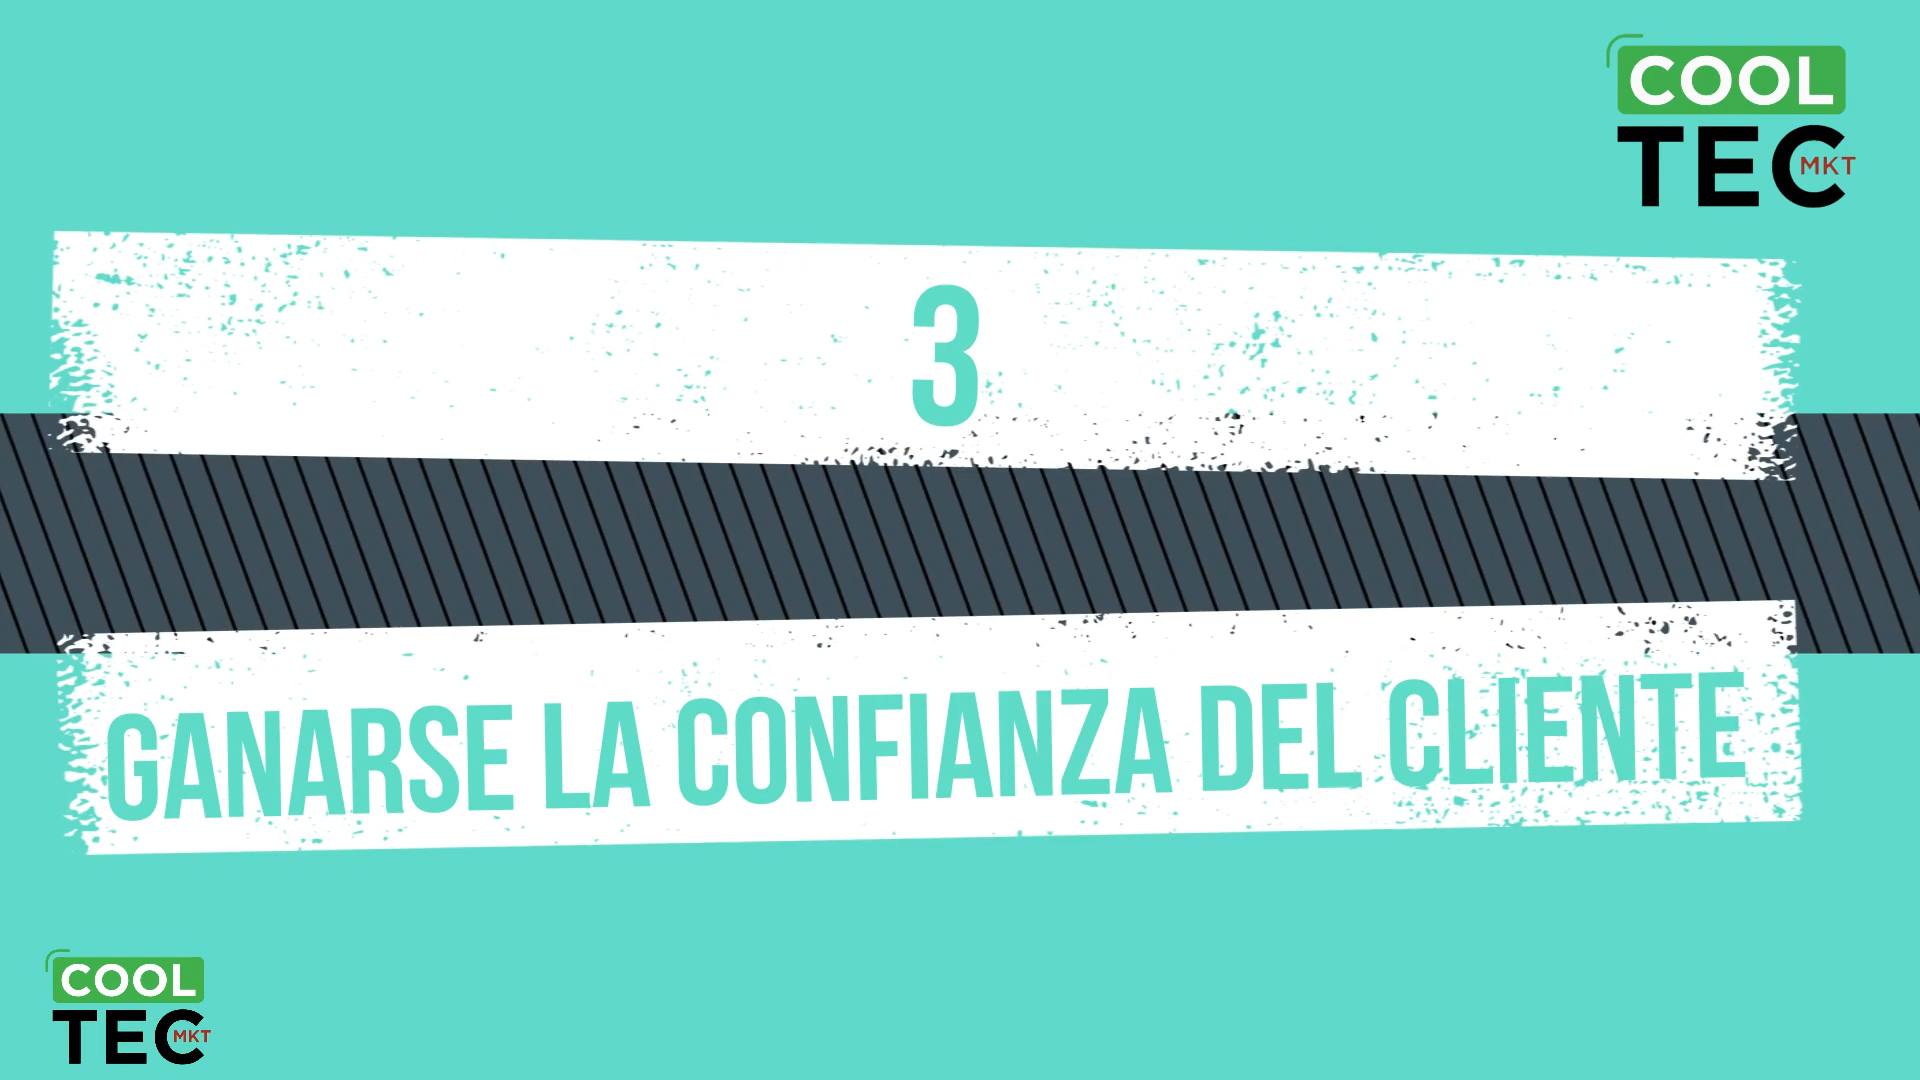 COOL
TEC
MKT
3
GANARSE LA CONFIANZA DEL CLIENTE
COOL
TEC
MKT